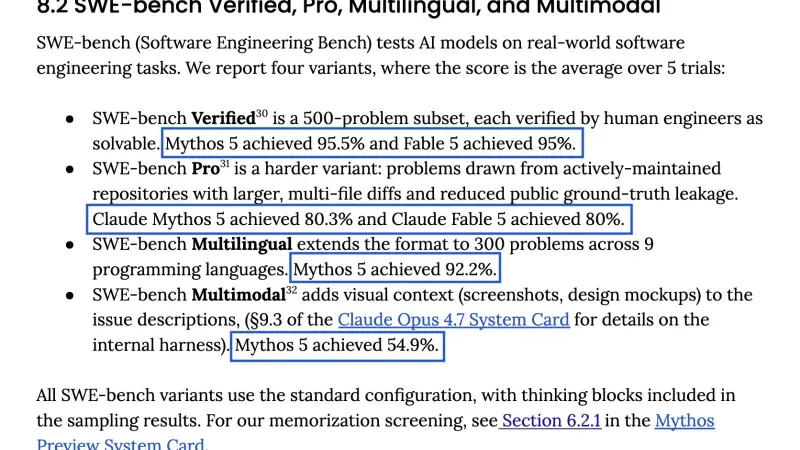 8.2 SWE-bench Verified, Pro, Multilingual, and Multimodal
SWE-bench (Software Engineering Bench) tests AI models on real-world software
engineering tasks. We report four variants, where the score is the average over 5 trials:
● SWE-bench Verified³⁰ is a 500-problem subset, each verified by human engineers as
solvable. Mythos 5 achieved 95.5% and Fable 5 achieved 95%.
● SWE-bench Pro³¹ is a harder variant: problems drawn from actively-maintained
repositories with larger, multi-file diffs and reduced public ground-truth leakage.
Claude Mythos 5 achieved 80.3% and Claude Fable 5 achieved 80%.
● SWE-bench Multilingual extends the format to 300 problems across 9
programming languages. Mythos 5 achieved 92.2%.
● SWE-bench Multimodal³² adds visual context (screenshots, design mockups) to the
issue descriptions, (§9.3 of the Claude Opus 4.7 System Card for details on the
internal harness). Mythos 5 achieved 54.9%.
All SWE-bench variants use the standard configuration, with thinking blocks included in
the sampling results. For our memorization screening, see Section 6.2.1 in the Mythos
Preview System Card.